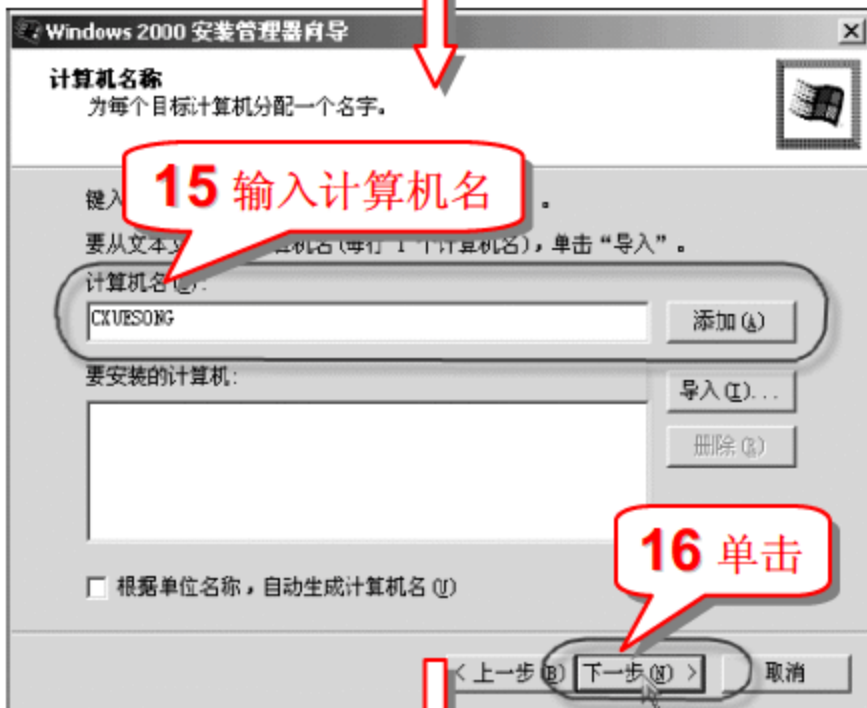 Windows 2000 安装管理器向导
计算机名称
为每个目标计算机分配一个名字。
15 输入计算机名
键入
。
要从文本文 算机名(每行 1 个计算机名)，单击“导入”。
计算机名
CXUESONG
添加(A)
要安装的计算机:
导入(I)...
删除(R)
16 单击
根据单位名称，自动生成计算机名(U)
< 上一步(B) 下一步(N) > 取消